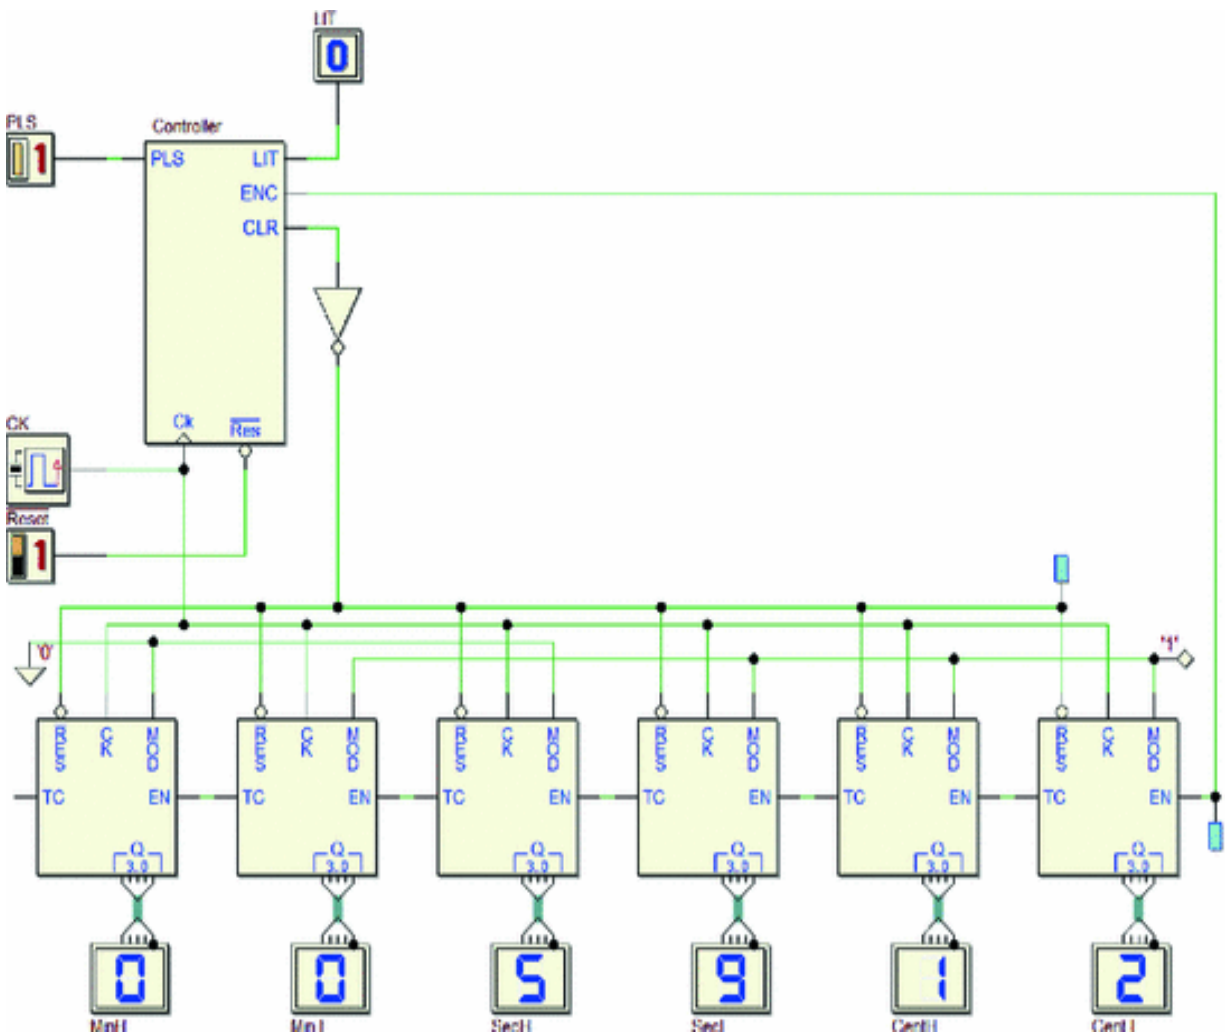 LIT
0
PLS
1
Controller
PLS
LIT
ENC
CLR
CK
Ck
Res
Reset
1
'0'
'1'
RES CK MOD
RES CK MOD
RES CK MOD
RES CK MOD
RES CK MOD
RES CK MOD
TC EN
TC EN
TC EN
TC EN
TC EN
TC EN
Q
3.0
Q
3.0
Q
3.0
Q
3.0
Q
3.0
Q
3.0
0 0 5 9 1 2
MinH MinL SecH SecL CentH CentL